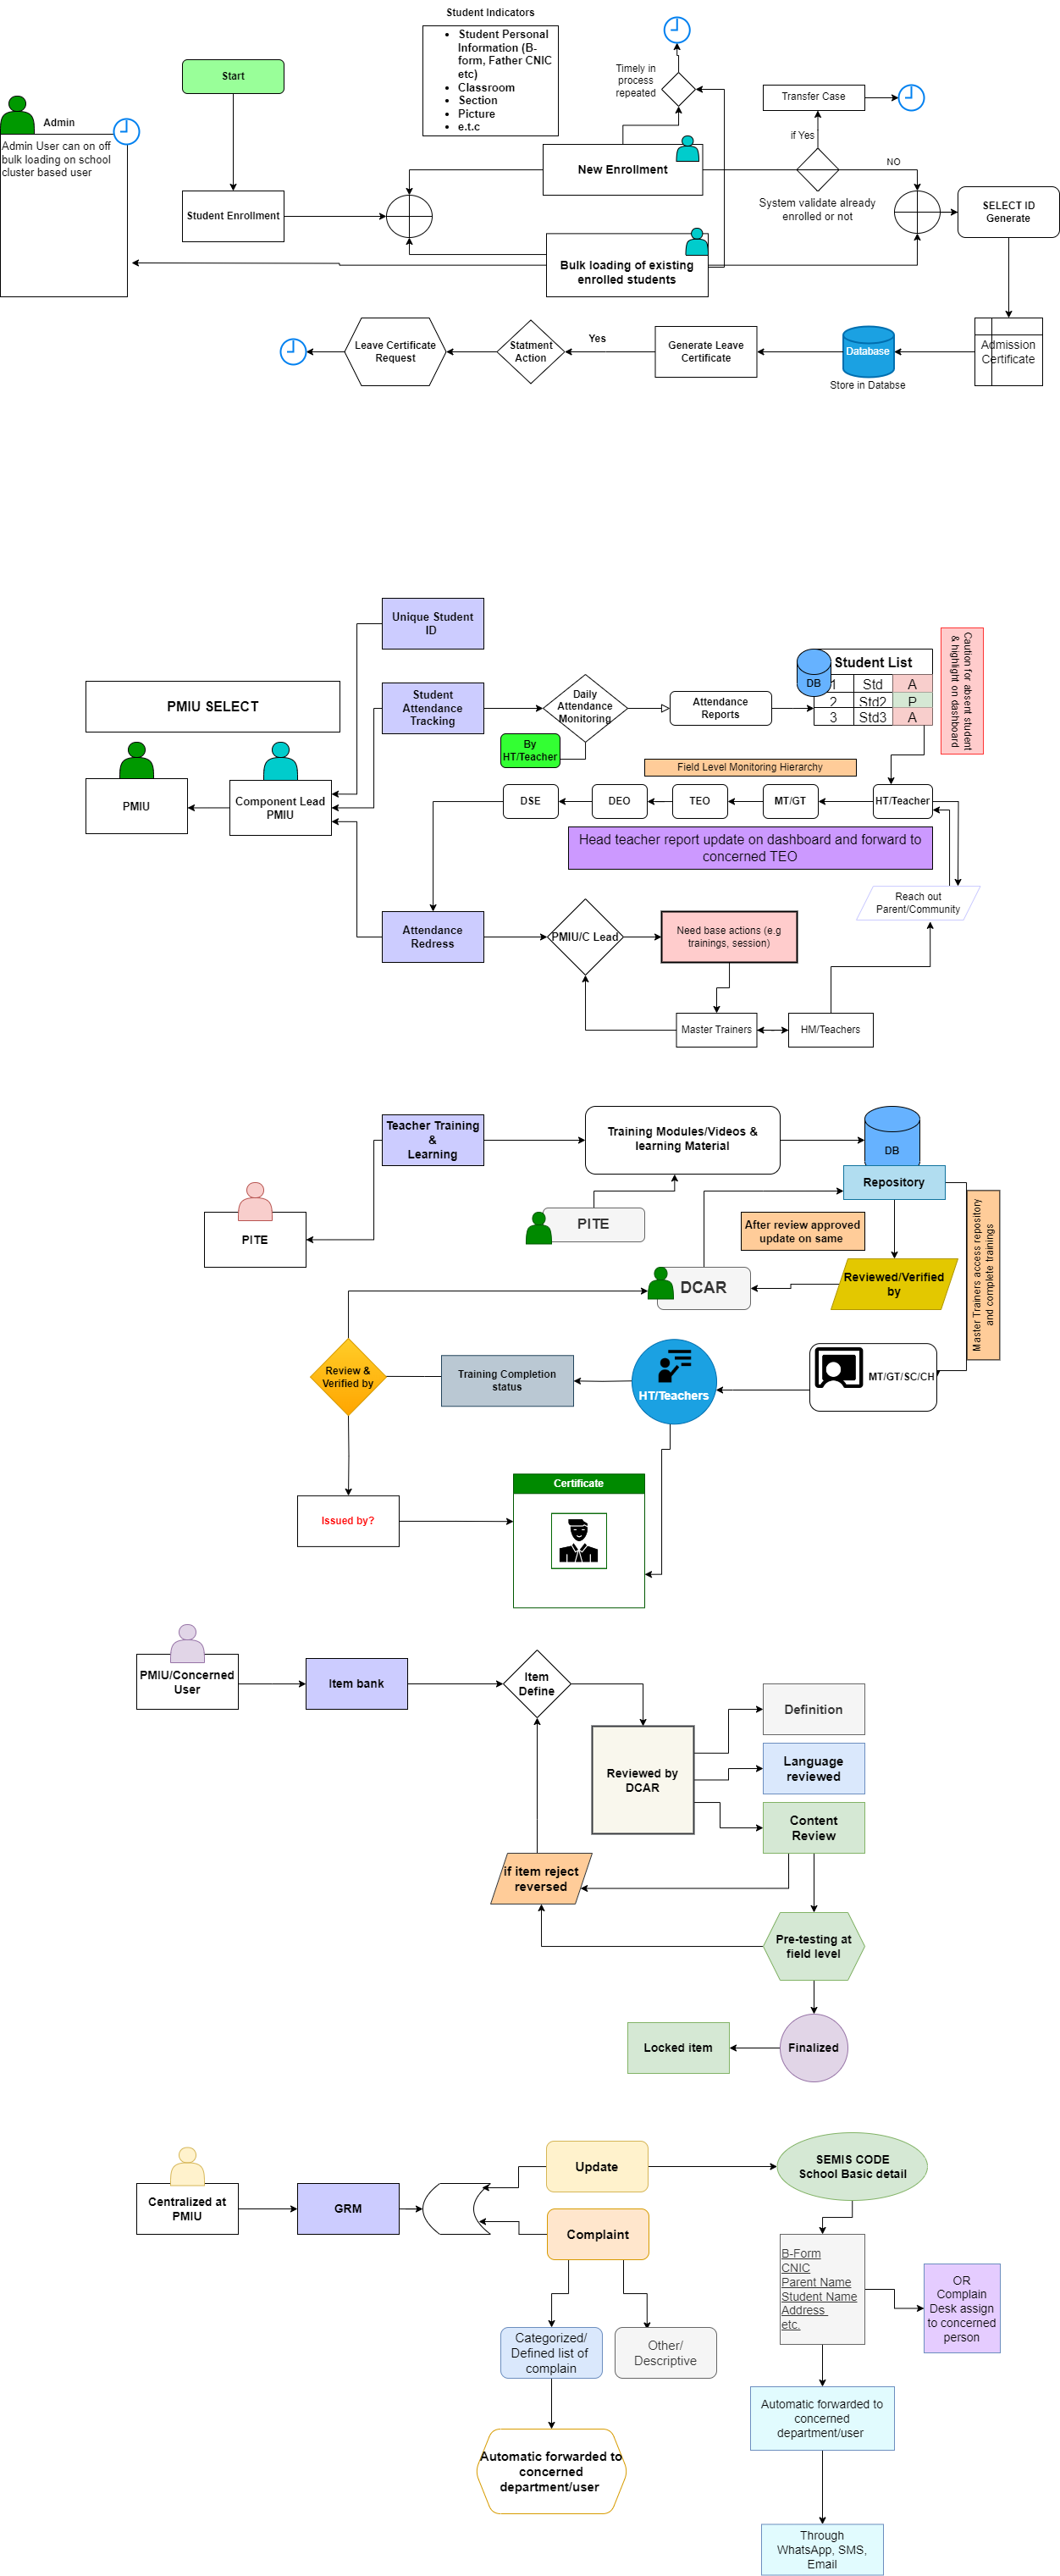 Student Indicators
Student Personal
Information (B-
form, Father CNIC
etc)
Classroom
Section
Picture
e.t.c
Timely in
process
repeated
Start
Transfer Case
Admin
Admin User can on off
bulk loading on school
cluster based user
if Yes
New Enrollment
NO
System validate already
enrolled or not
Student Enrollment
SELECT ID
Generate
Bulk loading of existing
enrolled students
Leave Certificate
Request
Statment
Action
Yes
Generate Leave
Certificate
Database
Store in Databse
Admission
Certificate
Unique Student
ID
PMIU SELECT
Student
Attendance
Tracking
Daily
Attendance
Monitoring
By
HT/Teacher
Attendance
Reports
DB
Student List
1 Std A
2 Std2 P
3 Std3 A
Caution for absent student
& highlight on dashboard
Field Level Monitoring Hierarchy
PMIU
Component Lead
PMIU
DSE
DEO
TEO
MT/GT
HT/Teacher
Head teacher report update on dashboard and forward to
concerned TEO
Reach out
Parent/Community
Attendance
Redress
PMIU/C Lead
Need base actions (e.g
trainings, session)
Master Trainers
HM/Teachers
Teacher Training
&
Learning
Training Modules/Videos &
learning Material
DB
Repository
PITE
PITE
After review approved
update on same
Master Trainers access repository
and complete trainings
DCAR
Reviewed/Verified
by
Review &
Verified by
Training Completion
status
HT/Teachers
MT/GT/SC/CH
Certificate
Issued by?
PMIU/Concerned
User
Item bank
Item
Define
Definition
Reviewed by
DCAR
Language
reviewed
Content
Review
if item reject
reversed
Pre-testing at
field level
Locked item
Finalized
Centralized at
PMIU
GRM
Update
Complaint
SEMIS CODE
School Basic detail
B-Form
CNIC
Parent Name
Student Name
Address
etc.
OR
Complain
Desk assign
to concerned
person
Categorized/
Defined list of
complain
Other/
Descriptive
Automatic forwarded to
concerned
department/user
Automatic forwarded to
concerned
department/user
Through
WhatsApp, SMS,
Email